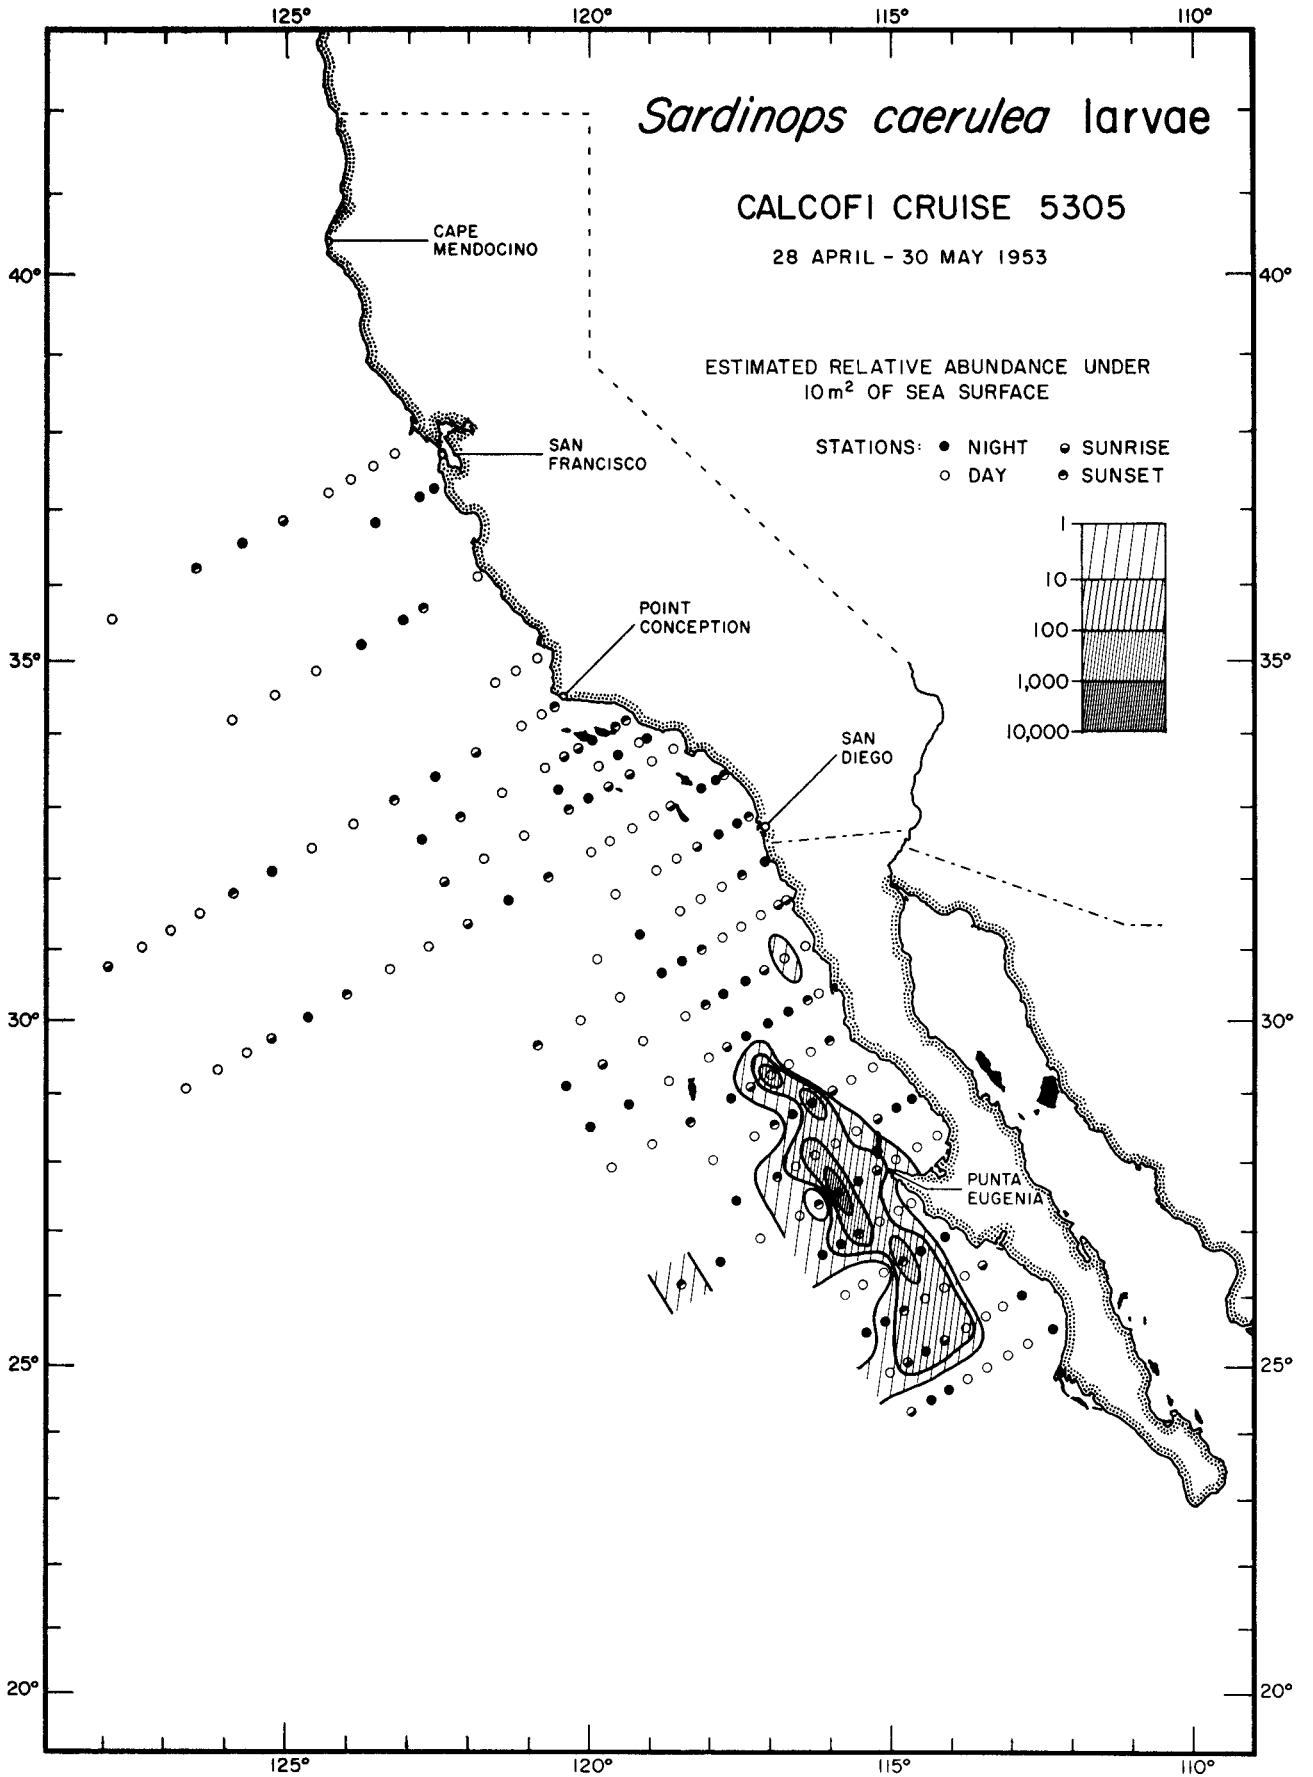 125° 120° 115° 110°
Sardinops caerulea larvae
CALCOFI CRUISE 5305
28 APRIL – 30 MAY 1953
CAPE
MENDOCINO
40° 40°
ESTIMATED RELATIVE ABUNDANCE UNDER
10 m² OF SEA SURFACE
STATIONS: NIGHT SUNRISE
DAY SUNSET
SAN
FRANCISCO
1
10
100
1,000
10,000
POINT
CONCEPTION
35° 35°
SAN
DIEGO
30° 30°
PUNTA
EUGENIA
25° 25°
20° 20°
125° 120° 115° 110°